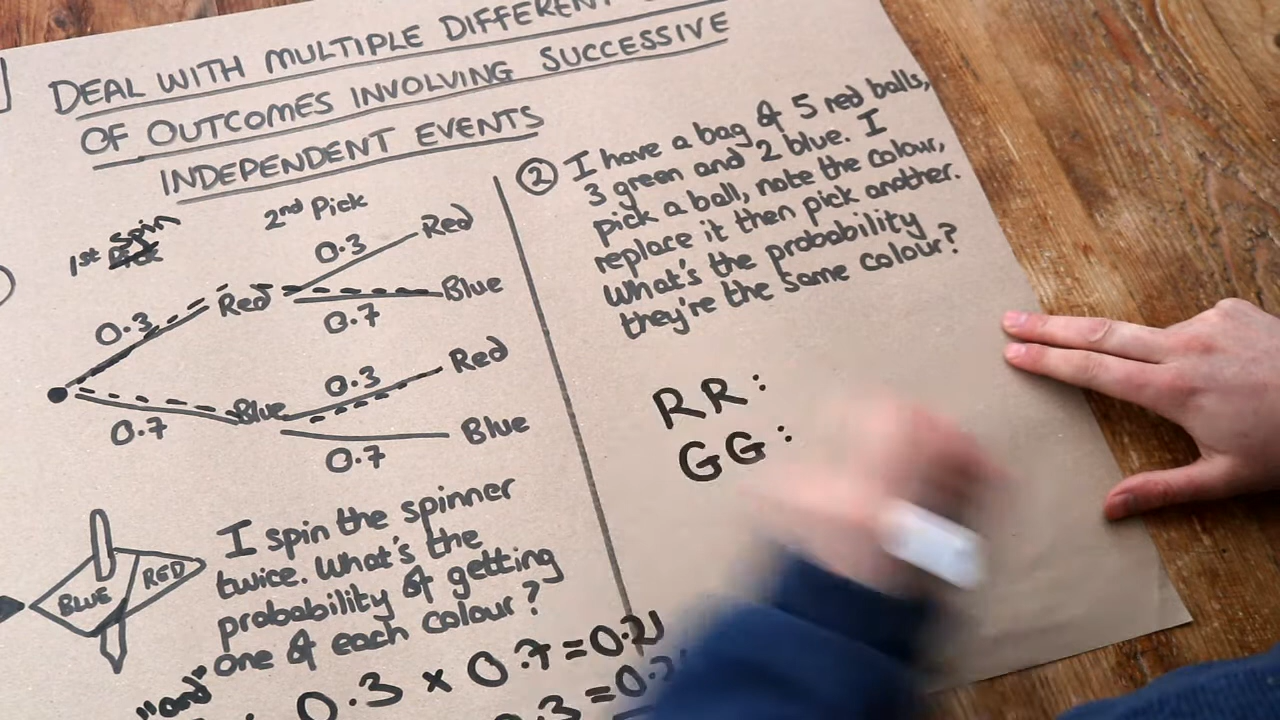 DEAL WITH MULTIPLE DIFFERENT
OF OUTCOMES INVOLVING SUCCESSIVE
INDEPENDENT EVENTS
1st Spin
2nd Pick
0.3
Red
0.3
Red
Blue
0.7
0.7
Blue
0.3
Red
Blue
0.7
BLUE
RED
I spin the spinner
twice. What's the
probability of getting
one of each colour?
"and"
0.3 × 0.7 = 0.21
0.3 =
2 I have a bag of 5 red balls,
3 green and 2 blue. I
pick a ball, note the colour,
replace it then pick another.
What's the probability
they're the same colour?
RR:
GG: